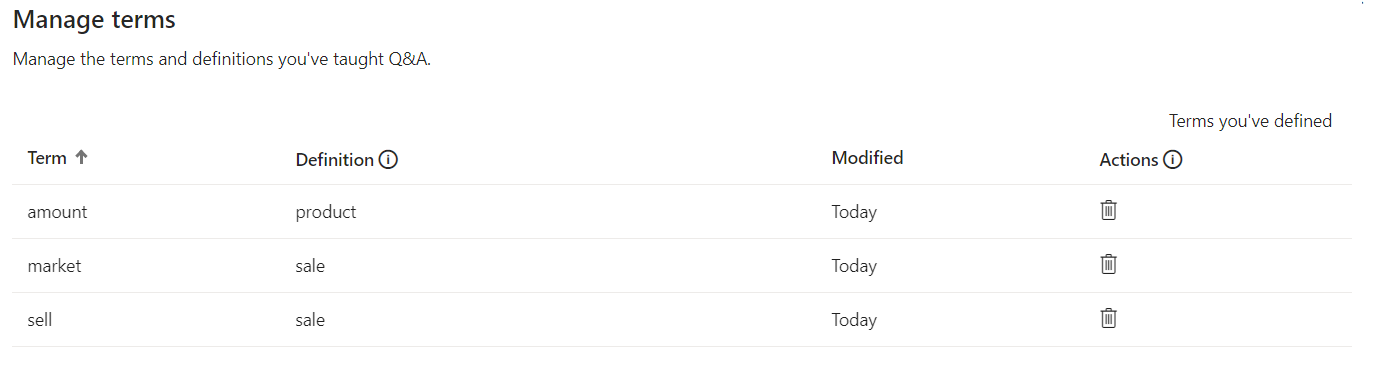 Manage terms
Manage the terms and definitions you've taught Q&A.
Terms you've defined
Term Definition Modified Actions
amount product Today
market sale Today
sell sale Today